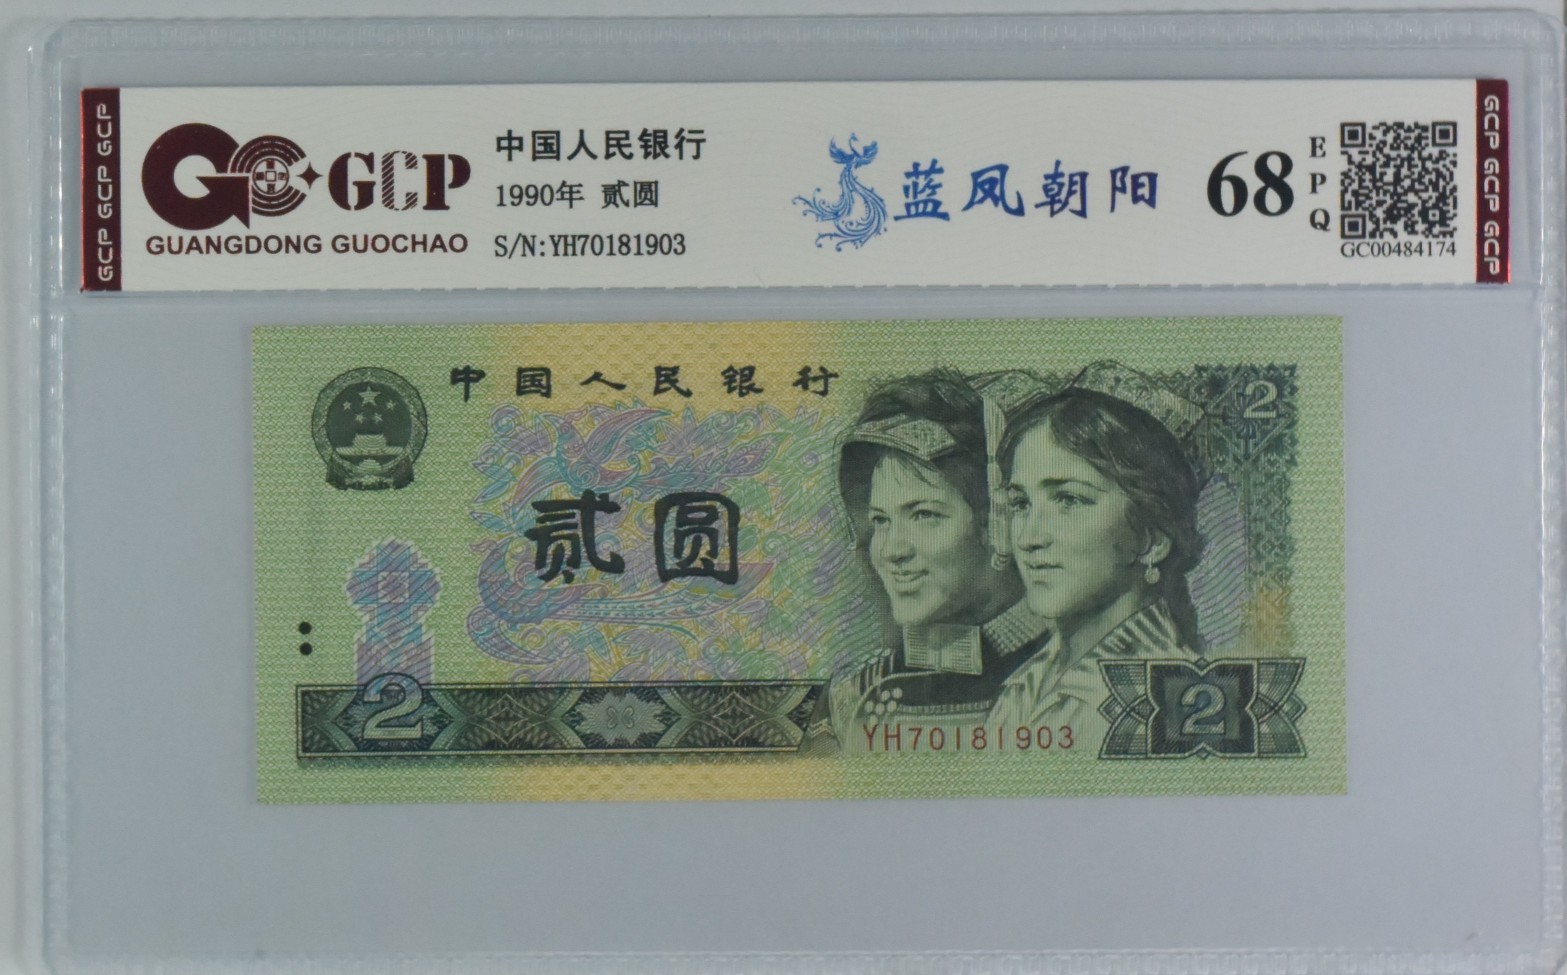 GCP GCP GCP
GCP
GUANGDONG GUOCHAO
中国人民银行
1990年 贰圆
S/N:YH70181903
蓝凤朝阳
68
EPQ
GC00484174
GCP GCP GCP
中国人民银行
2
贰圆
2
YH70181903
2